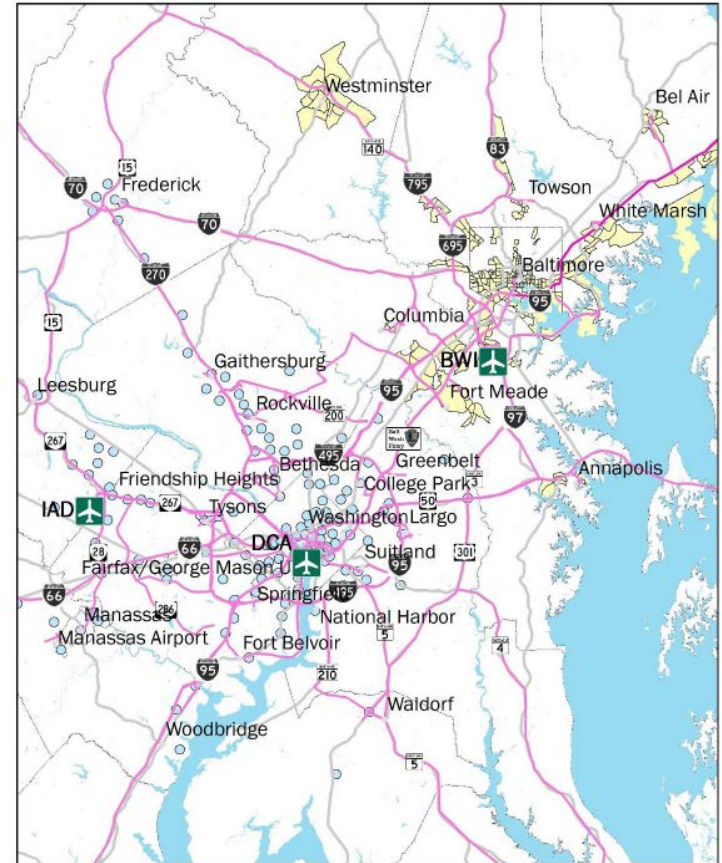 Westminster
Bel Air
140
83
15
Frederick
70
795
Towson
70
White Marsh
695
270
Baltimore
95
15
Columbia
Gaithersburg
BWI
Leesburg
95
Fort Meade
Rockville
200
97
267
495
Bethesda
Greenbelt
Annapolis
Friendship Heights
College Park
3
IAD
267
50
Tysons
Washington
Largo
DCA
301
28
66
Suitland
95
Fairfax/George Mason U
66
Springfield
National Harbor
Manassas
286
5
Manassas Airport
Fort Belvoir
4
95
210
Waldorf
Woodbridge
5